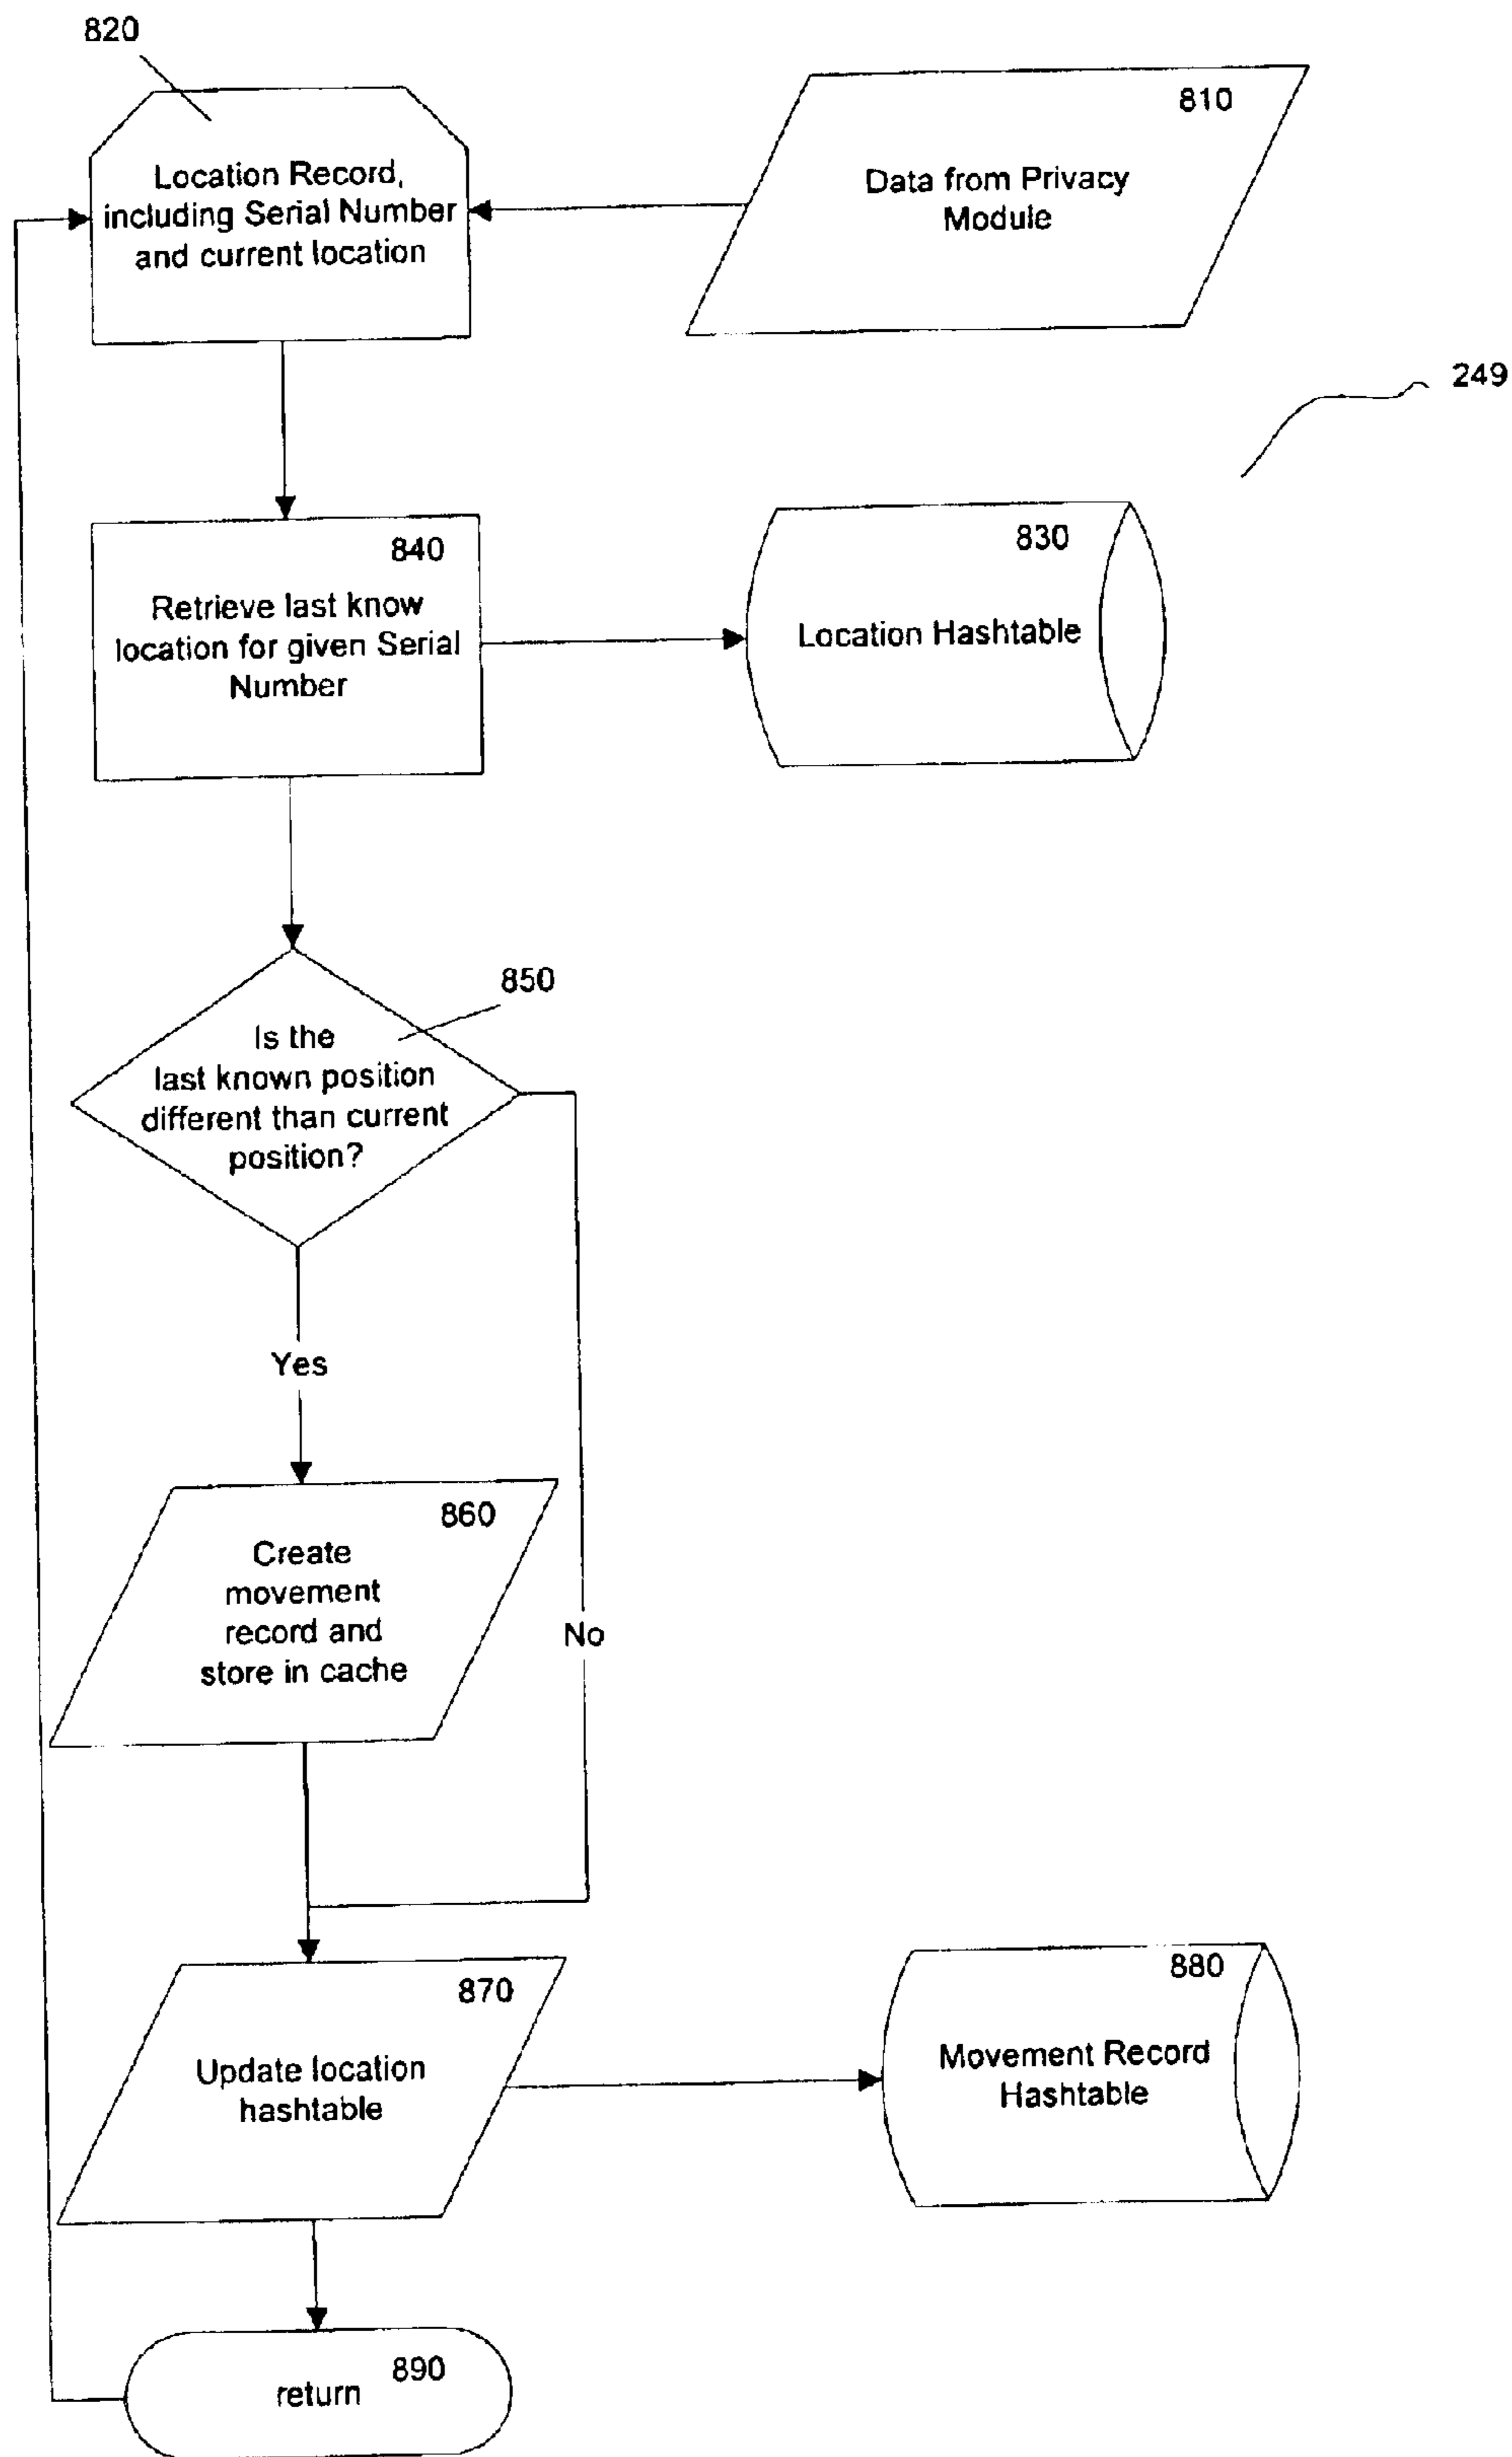 820
810
Location Record,
including Serial Number
and current location
Data from Privacy
Module
249
840
Retrieve last know
location for given Serial
Number
830
Location Hashtable
850
Is the
last known position
different than current
position?
Yes
860
Create
movement
record and
store in cache
No
870
Update location
hashtable
880
Movement Record
Hashtable
890
return